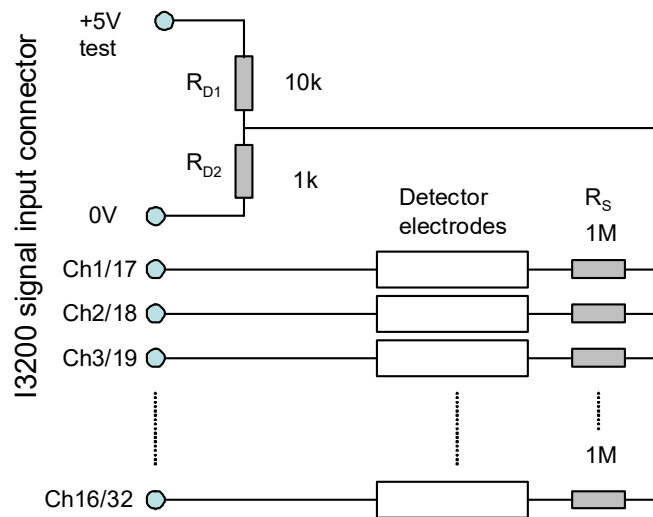 I3200 signal input connector
+5V
test
R_D1
10k
R_D2
1k
0V
Detector
electrodes
R_S
1M
Ch1/17
Ch2/18
Ch3/19
1M
Ch16/32